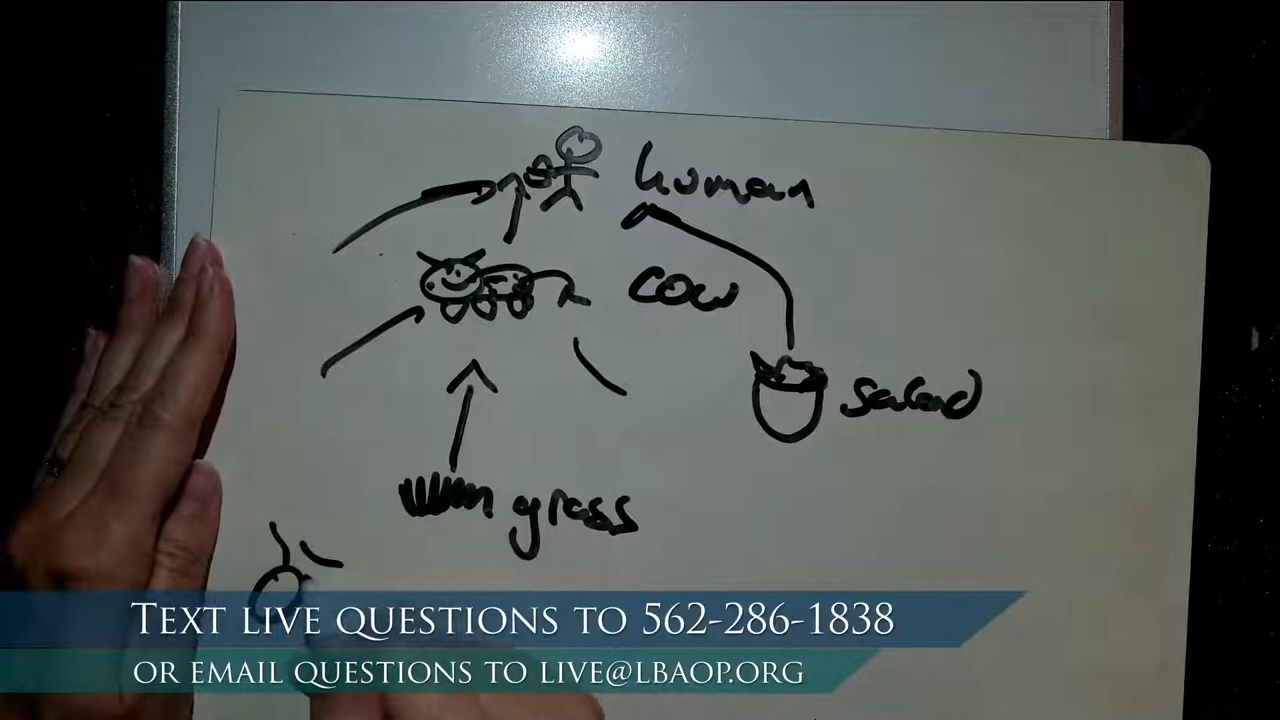 human
cow
salad
grass
TEXT LIVE QUESTIONS TO 562-286-1838
OR EMAIL QUESTIONS TO LIVE@LBAOP.ORG